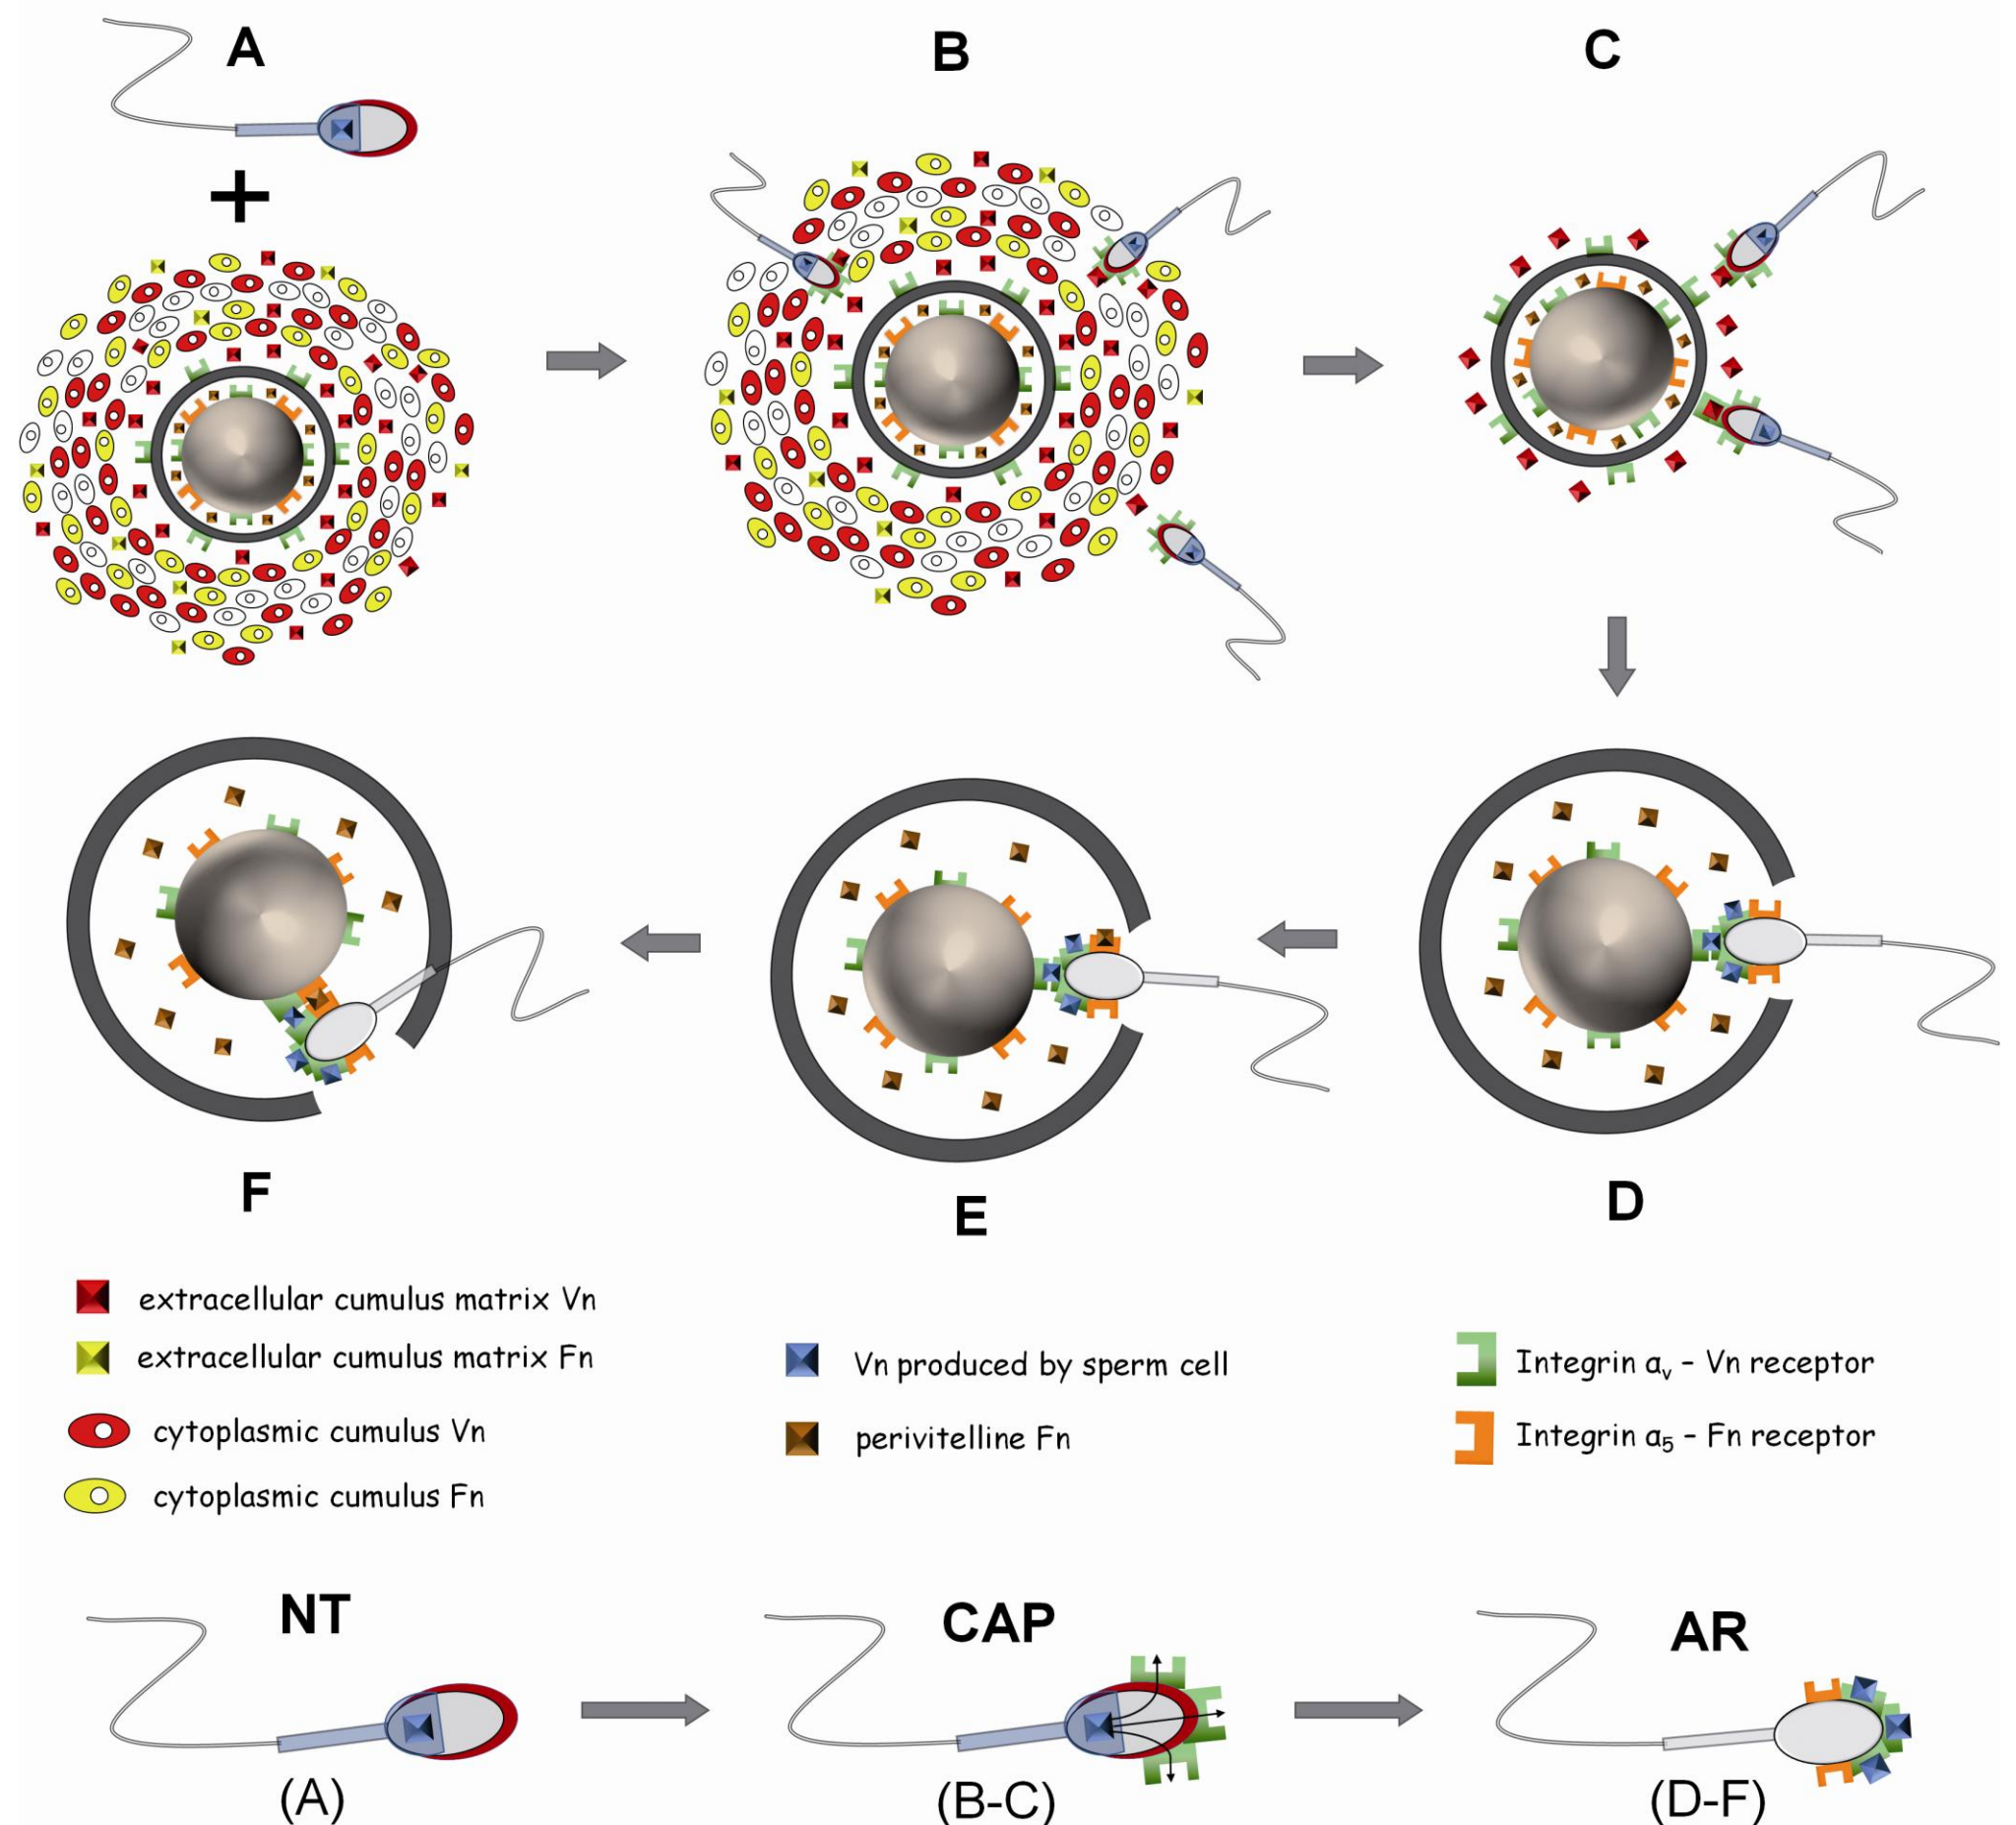 A
B
C
F
E
D
extracellular cumulus matrix Vn
extracellular cumulus matrix Fn
cytoplasmic cumulus Vn
cytoplasmic cumulus Fn
Vn produced by sperm cell
perivitelline Fn
Integrin αv – Vn receptor
Integrin α5 – Fn receptor
NT
CAP
AR
(A)
(B-C)
(D-F)